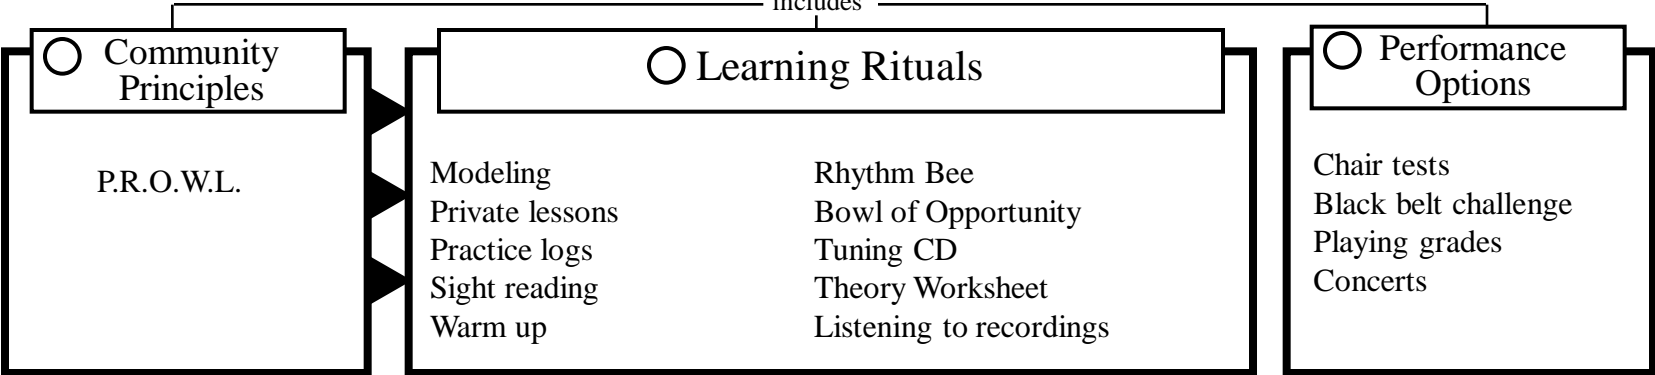 includes
Community
Principles
P.R.O.W.L.
Learning Rituals
Modeling
Private lessons
Practice logs
Sight reading
Warm up
Rhythm Bee
Bowl of Opportunity
Tuning CD
Theory Worksheet
Listening to recordings
Performance
Options
Chair tests
Black belt challenge
Playing grades
Concerts